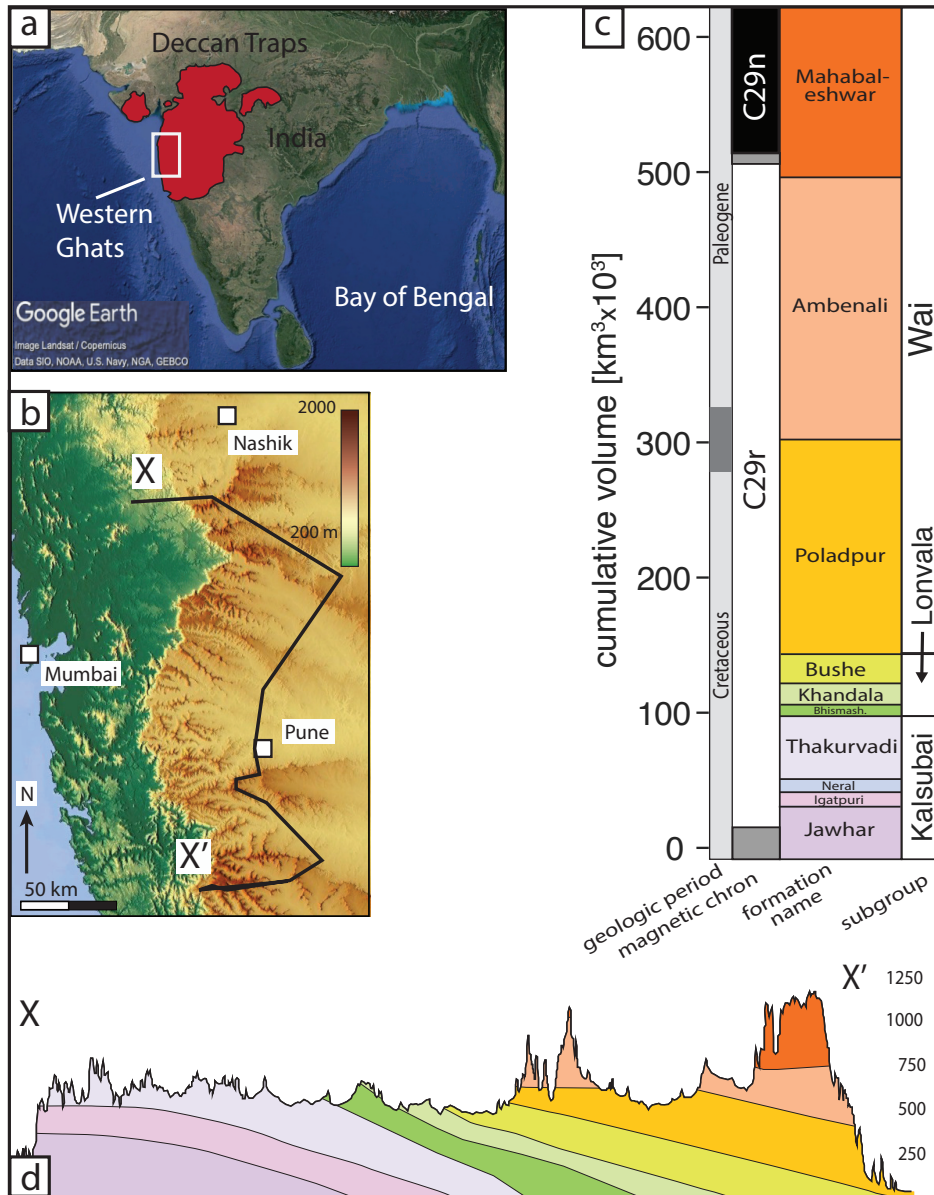 a
Deccan Traps
India
Western
Ghats
Bay of Bengal
Google Earth
Image Landsat / Copernicus
Data SIO, NOAA, U.S. Navy, NGA, GEBCO
b
2000
Nashik
X
200 m
Mumbai
Pune
N
X'
50 km
c
cumulative volume [km³x10³]
600
500
400
300
200
100
0
Paleogene
Cretaceous
C29n
C29r
Mahabal-
eshwar
Ambenali
Poladpur
Bushe
Khandala
Bhismash.
Thakurvadi
Neral
Igatpuri
Jawhar
Wai
Lonvala
Kalsubai
geologic period
magnetic chron
formation
name
subgroup
X
X'
1250
1000
750
500
250
d